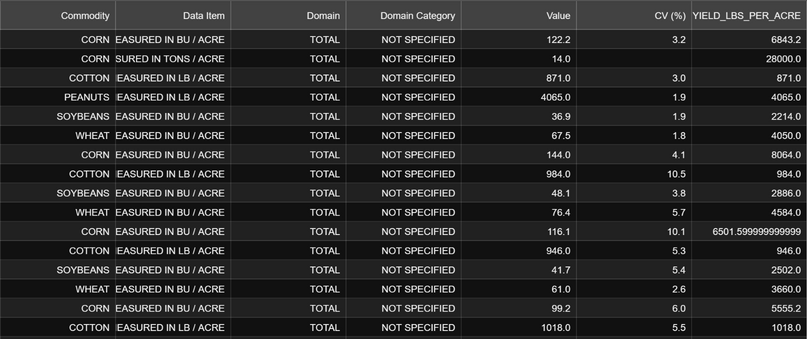 Commodity Data Item Domain Domain Category Value CV (%) YIELD_LBS_PER_ACRE
CORN EASURED IN BU / ACRE TOTAL NOT SPECIFIED 122.2 3.2 6843.2
CORN SURED IN TONS / ACRE TOTAL NOT SPECIFIED 14.0 28000.0
COTTON EASURED IN LB / ACRE TOTAL NOT SPECIFIED 871.0 3.0 871.0
PEANUTS EASURED IN LB / ACRE TOTAL NOT SPECIFIED 4065.0 1.9 4065.0
SOYBEANS EASURED IN BU / ACRE TOTAL NOT SPECIFIED 36.9 1.9 2214.0
WHEAT EASURED IN BU / ACRE TOTAL NOT SPECIFIED 67.5 1.8 4050.0
CORN EASURED IN BU / ACRE TOTAL NOT SPECIFIED 144.0 4.1 8064.0
COTTON EASURED IN LB / ACRE TOTAL NOT SPECIFIED 984.0 10.5 984.0
SOYBEANS EASURED IN BU / ACRE TOTAL NOT SPECIFIED 48.1 3.8 2886.0
WHEAT EASURED IN BU / ACRE TOTAL NOT SPECIFIED 76.4 5.7 4584.0
CORN EASURED IN BU / ACRE TOTAL NOT SPECIFIED 116.1 10.1 6501.599999999999
COTTON EASURED IN LB / ACRE TOTAL NOT SPECIFIED 946.0 5.3 946.0
SOYBEANS EASURED IN BU / ACRE TOTAL NOT SPECIFIED 41.7 5.4 2502.0
WHEAT EASURED IN BU / ACRE TOTAL NOT SPECIFIED 61.0 2.6 3660.0
CORN EASURED IN BU / ACRE TOTAL NOT SPECIFIED 99.2 6.0 5555.2
COTTON EASURED IN LB / ACRE TOTAL NOT SPECIFIED 1018.0 5.5 1018.0